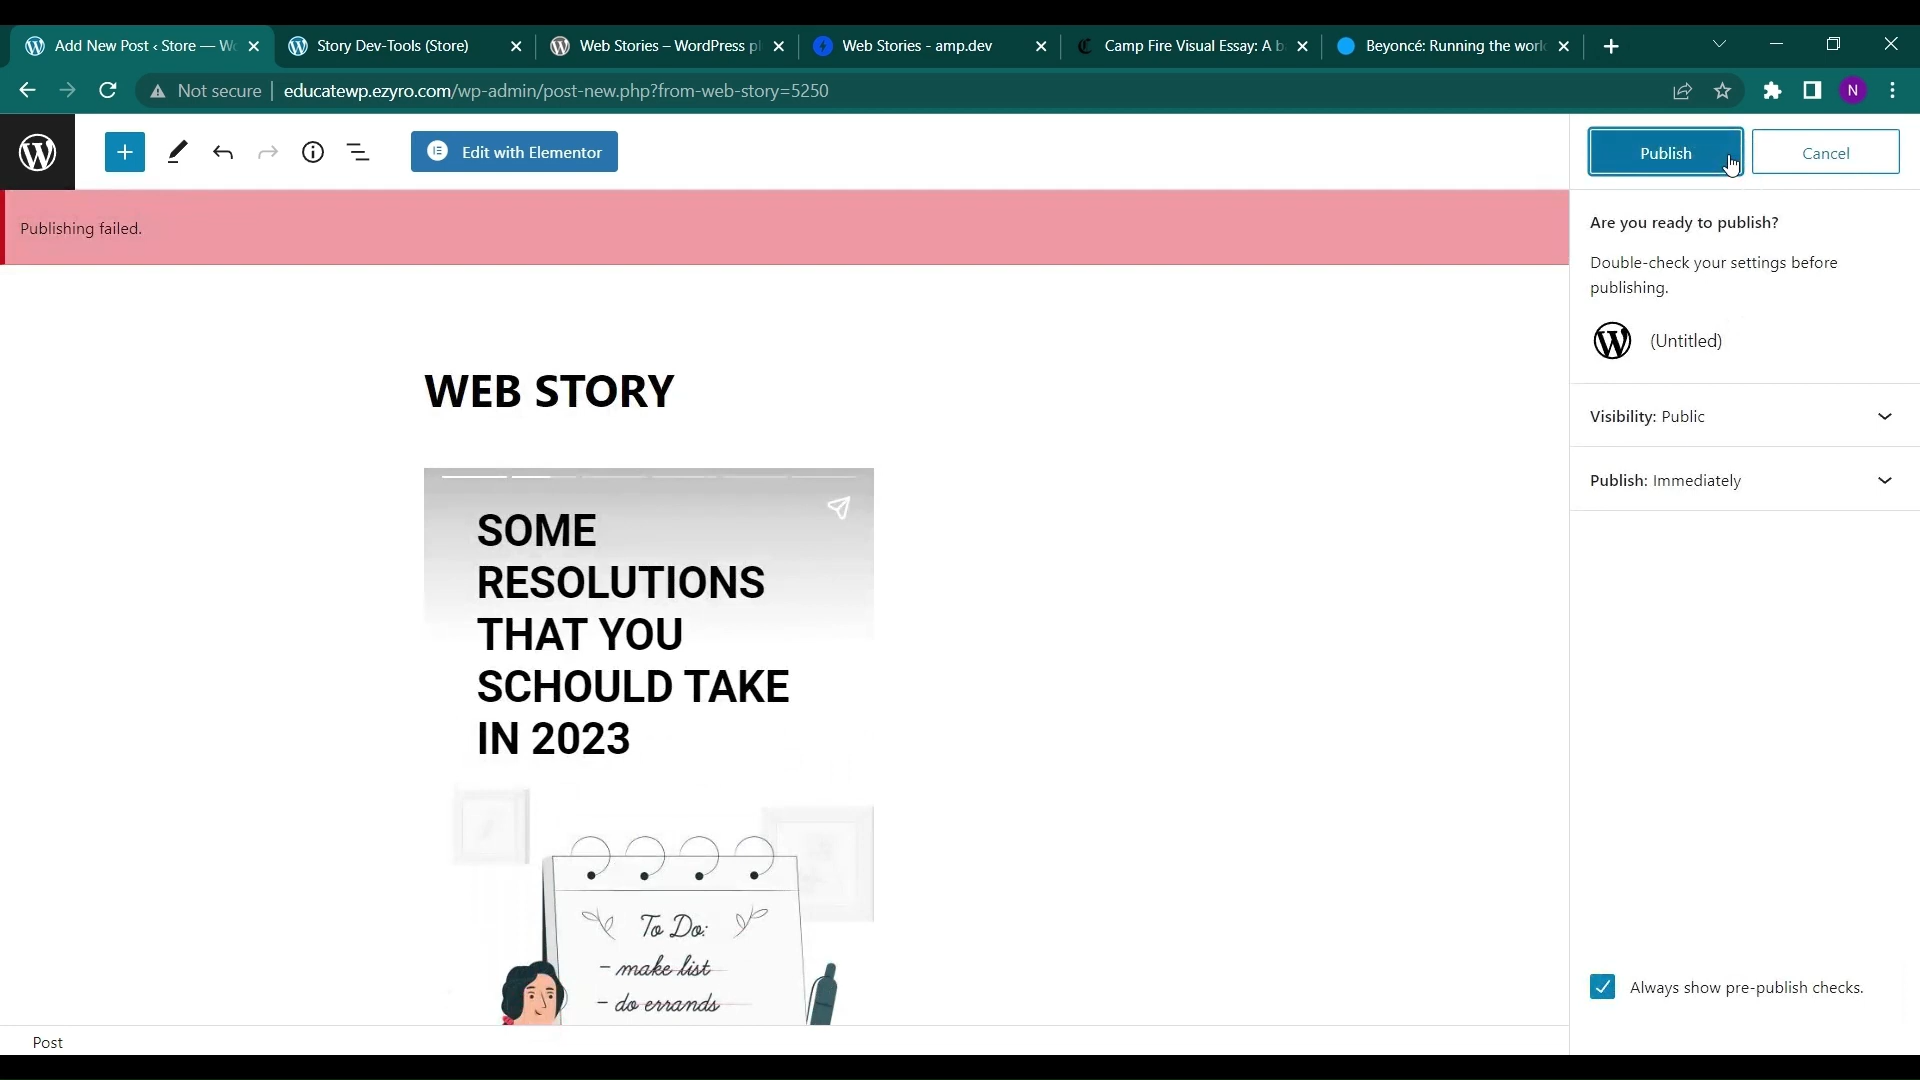 Add New Post ‹ Store — Wo
Story Dev-Tools (Store)
Web Stories – WordPress pl
Web Stories - amp.dev
Camp Fire Visual Essay: A b
Beyoncé: Running the worl
Not secure
educatewp.ezyro.com/wp-admin/post-new.php?from-web-story=5250
N
Edit with Elementor
Publish
Cancel
Publishing failed.
Are you ready to publish?
Double-check your settings before
publishing.
(Untitled)
Visibility: Public
Publish: Immediately
WEB STORY
SOME
RESOLUTIONS
THAT YOU
SCHOULD TAKE
IN 2023
To Do:
- make list
- do errands
Always show pre-publish checks.
Post